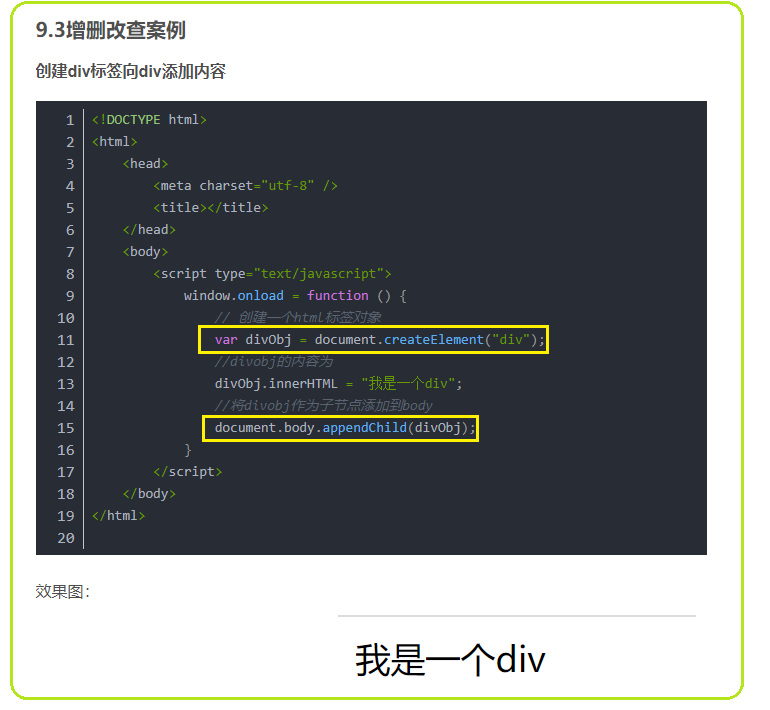 9.3增删改查案例
创建div标签向div添加内容
1 <!DOCTYPE html>
2 <html>
3 <head>
4 <meta charset="utf-8" />
5 <title></title>
6 </head>
7 <body>
8 <script type="text/javascript">
9 window.onload = function () {
10 // 创建一个html标签对象
11 var divObj = document.createElement("div");
12 //divobj的内容为
13 divObj.innerHTML = "我是一个div";
14 //将divobj作为子节点添加到body
15 document.body.appendChild(divObj);
16 }
17 </script>
18 </body>
19 </html>
20
效果图：
我是一个div